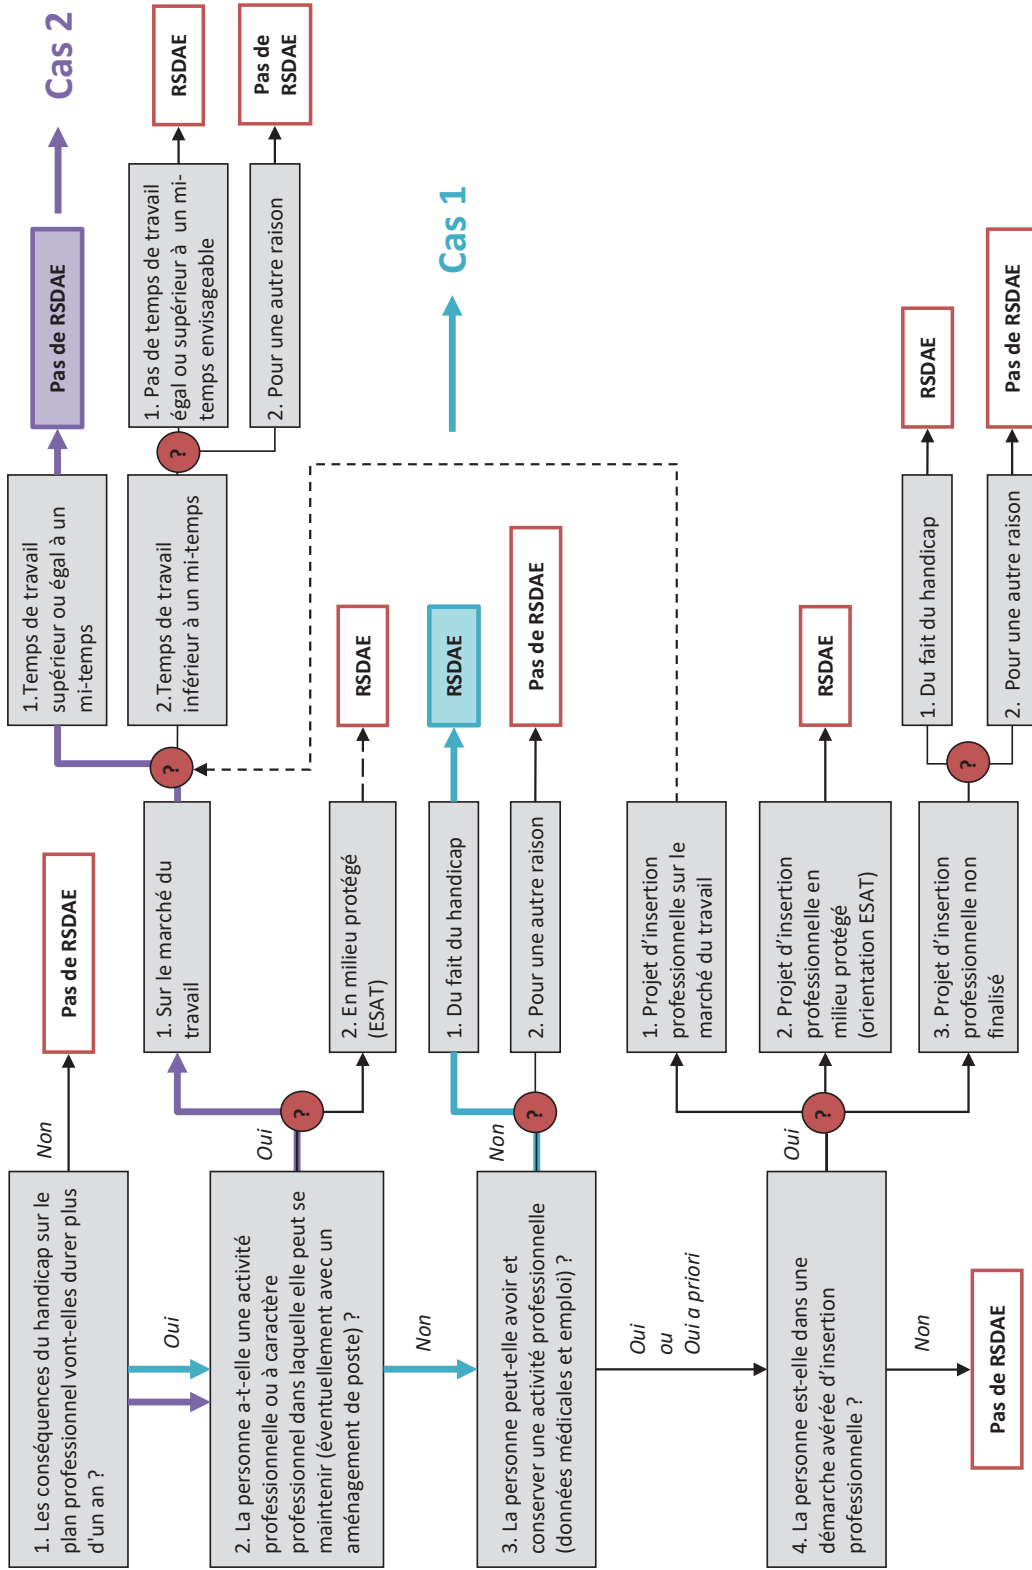 1. Les conséquences du handicap sur le
plan professionnel vont-elles durer plus
d'un an ?
Non
Pas de RSDAE
Oui
2. La personne a-t-elle une activité
professionnelle ou à caractère
professionnel dans laquelle elle peut se
maintenir (éventuellement avec un
aménagement de poste) ?
Oui
?
1. Sur le marché du
travail
?
1.Temps de travail
supérieur ou égal à un
mi-temps
Pas de RSDAE
Cas 2
2.Temps de travail
inférieur à un mi-temps
?
1. Pas de temps de travail
égal ou supérieur à un mi-
temps envisageable
RSDAE
2. Pour une autre raison
Pas de
RSDAE
2. En milieu protégé
(ESAT)
RSDAE
Non
3. La personne peut-elle avoir et
conserver une activité professionnelle
(données médicales et emploi) ?
Non
?
1. Du fait du handicap
RSDAE
Cas 1
2. Pour une autre raison
Pas de RSDAE
Oui
ou
Oui a priori
4. La personne est-elle dans une
démarche avérée d'insertion
professionnelle ?
Oui
?
1. Projet d'insertion
professionnelle sur le
marché du travail
2. Projet d'insertion
professionnelle en
milieu protégé
(orientation ESAT)
RSDAE
3. Projet d'insertion
professionnelle non
finalisé
?
1. Du fait du handicap
RSDAE
2. Pour une autre raison
Pas de RSDAE
Non
Pas de RSDAE